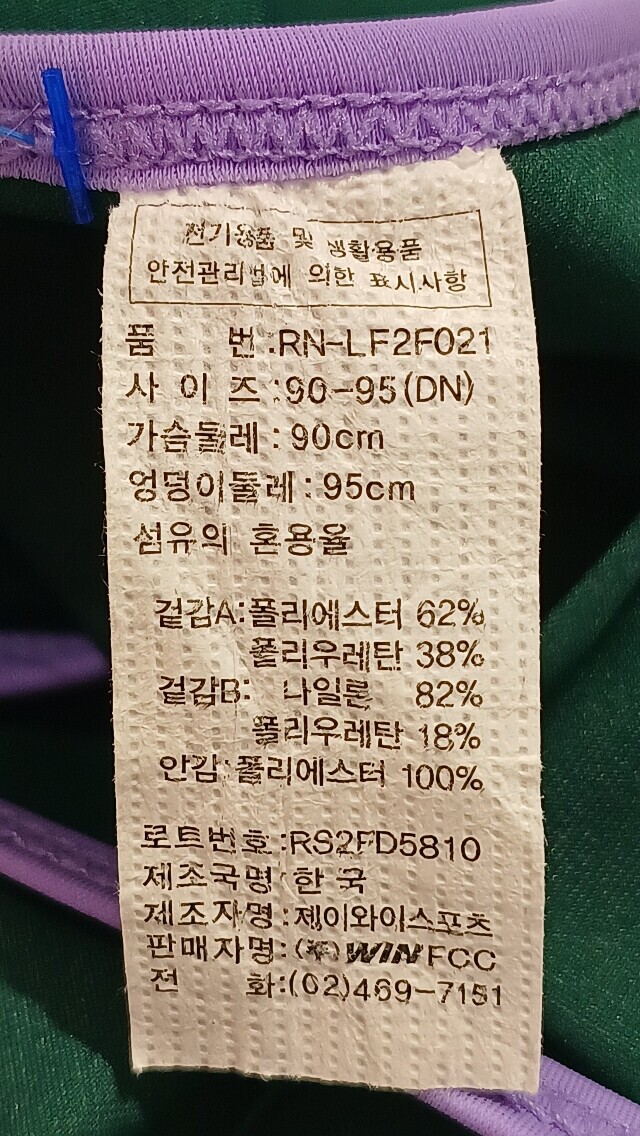 전기용품 및 생활용품
안전관리법에 의한 표시사항
품 번:RN-LF2F021
사 이 즈:90-95(DN)
가슴둘레:90cm
엉덩이둘레:95cm
섬유의 혼용율
겉감A:폴리에스터 62%
폴리우레탄 38%
겉감B: 나일론 82%
폴리우레탄 18%
안감:폴리에스터 100%
로트번호:RS2FD5810
제조국명:한 국
제조자명:제이와이스포츠
판매자명:(주)WIN FCC
전 화:(02)469-7151